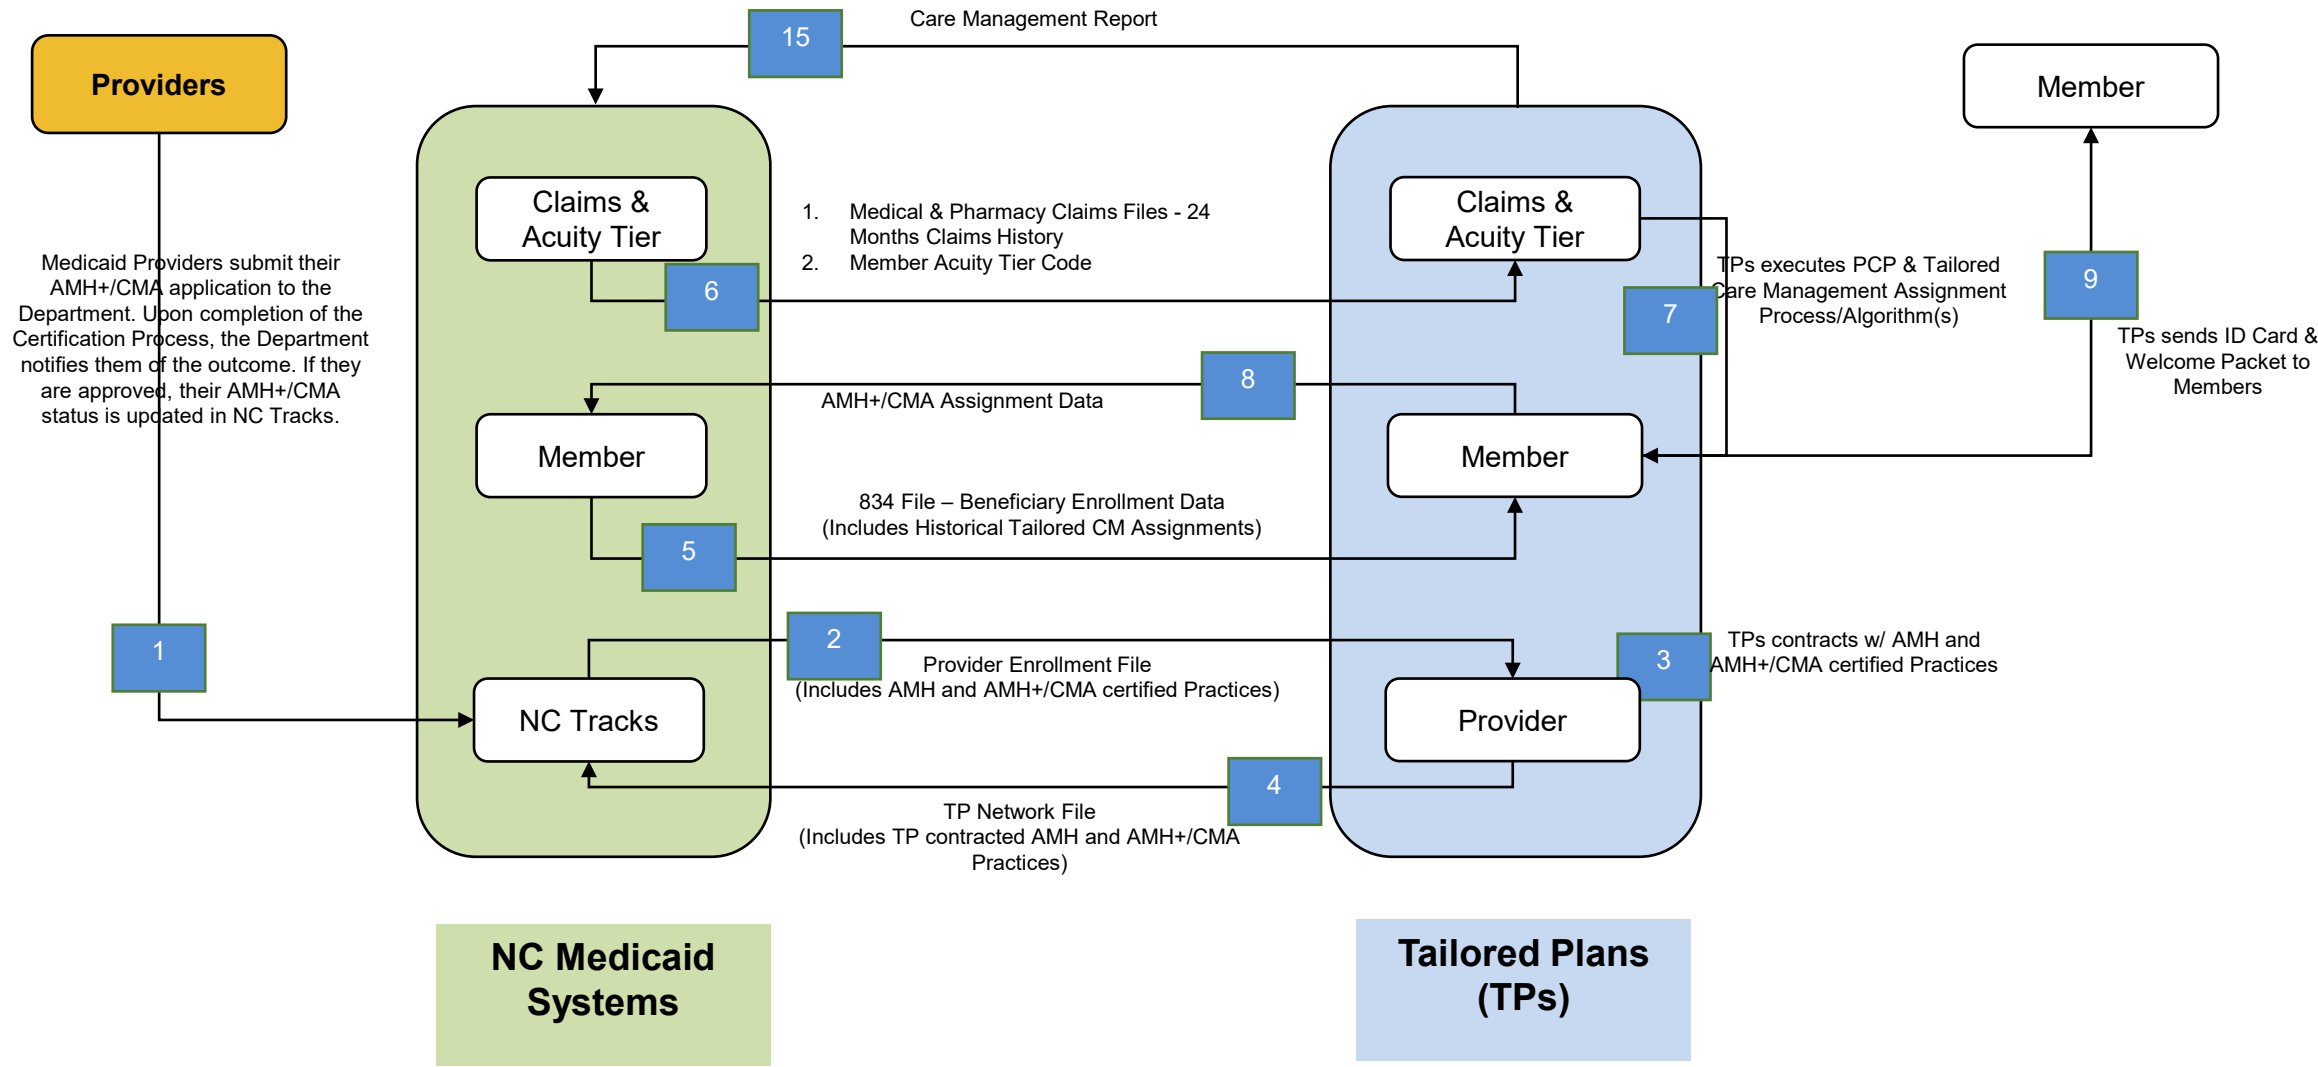 Care Management Report
15
Providers
Member
Claims &
Acuity Tier
1. Medical & Pharmacy Claims Files - 24
Months Claims History
2. Member Acuity Tier Code
Claims &
Acuity Tier
Medicaid Providers submit their
AMH+/CMA application to the
Department. Upon completion of the
Certification Process, the Department
notifies them of the outcome. If they
are approved, their AMH+/CMA
status is updated in NC Tracks.
6
7
TPs executes PCP & Tailored
Care Management Assignment
Process/Algorithm(s)
9
TPs sends ID Card &
Welcome Packet to
Members
8
AMH+/CMA Assignment Data
Member
Member
834 File – Beneficiary Enrollment Data
(Includes Historical Tailored CM Assignments)
5
1
2
Provider Enrollment File
(Includes AMH and AMH+/CMA certified Practices)
3
TPs contracts w/ AMH and
AMH+/CMA certified Practices
NC Tracks
Provider
4
TP Network File
(Includes TP contracted AMH and AMH+/CMA
Practices)
NC Medicaid
Systems
Tailored Plans
(TPs)